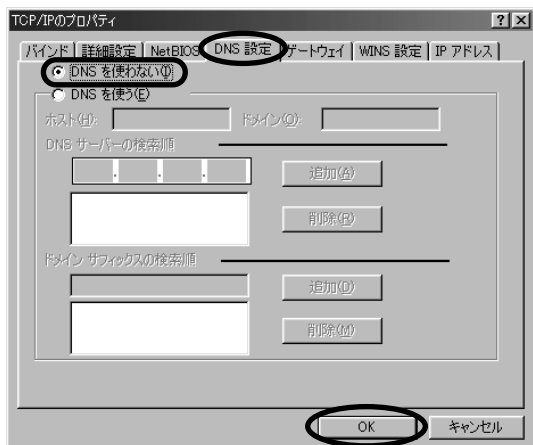 TCP/IPのプロパティ
バインド 詳細設定 NetBIOS DNS 設定 ゲートウェイ WINS 設定 IP アドレス
DNS を使わない(I)
DNS を使う(E)
ホスト(H): ドメイン(O):
DNS サーバーの検索順
追加(A)
削除(R)
ドメイン サフィックスの検索順
追加(D)
削除(M)
OK キャンセル